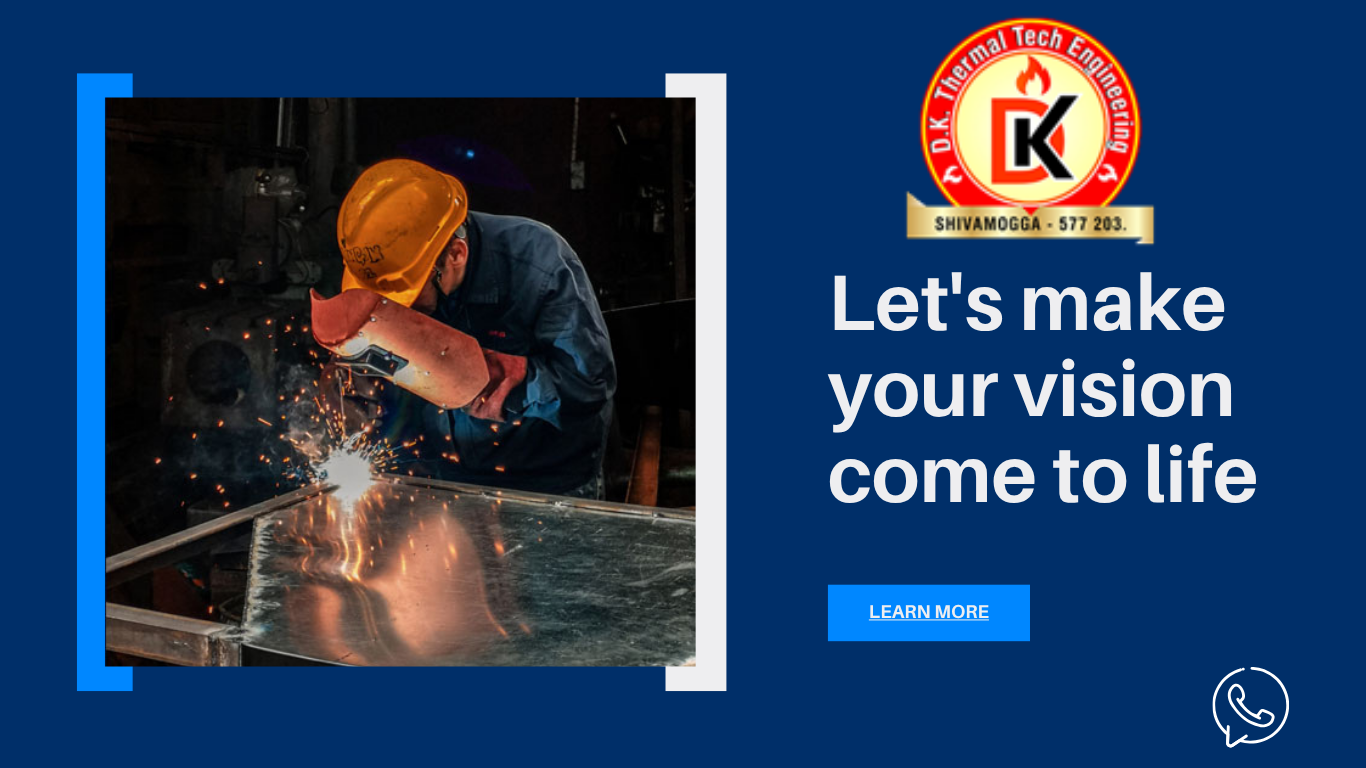 D.K. Thermal Tech Engineering
DK
SHIVAMOGGA - 577 203.
Let's make
your vision
come to life
LEARN MORE